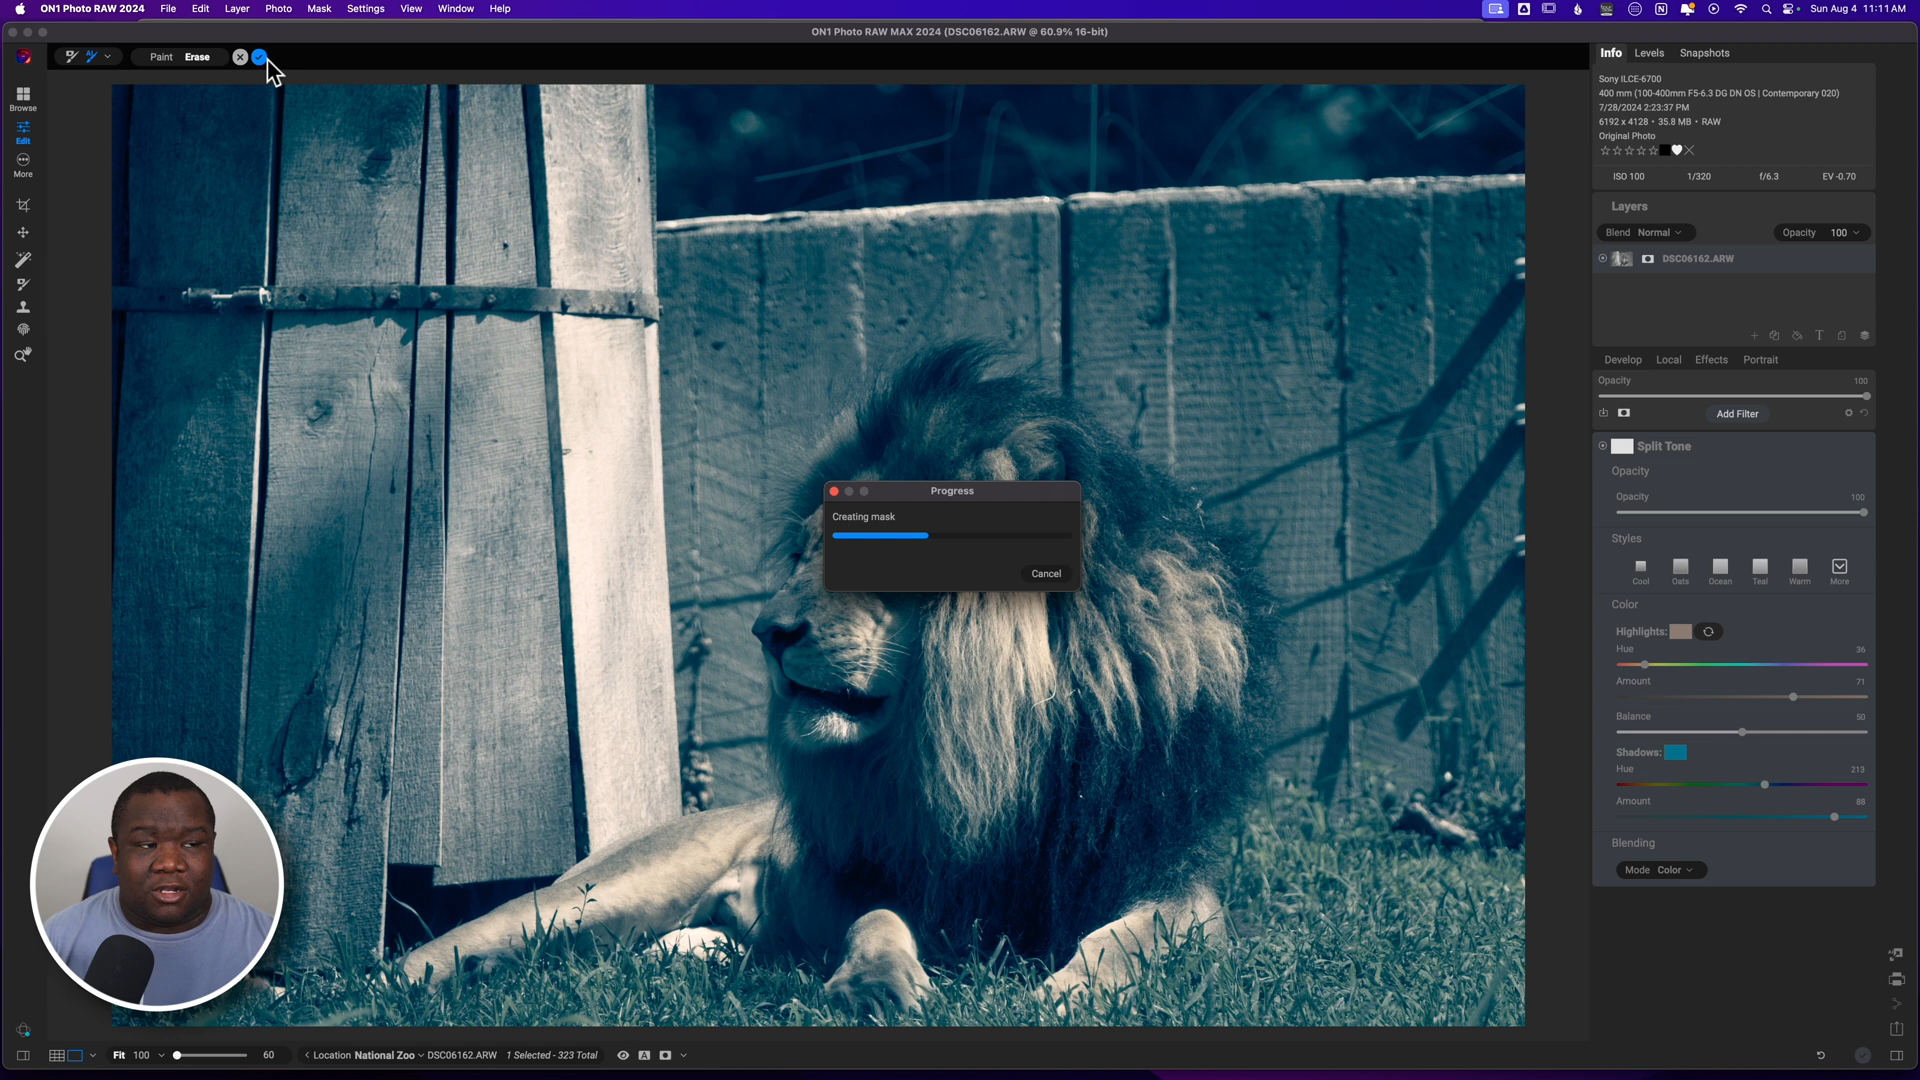 ON1 Photo RAW 2024 File Edit Layer Photo Mask Settings View Window Help
Sun Aug 4 11:11 AM
ON1 Photo RAW MAX 2024 (DSC06162.ARW @ 60.9% 16-bit)
Paint Erase
Browse
Edit
More
Info Levels Snapshots
Sony ILCE-6700
400 mm (100-400mm F5-6.3 DG DN OS | Contemporary 020)
7/28/2024 2:23:37 PM
6192 x 4128 • 35.8 MB • RAW
Original Photo
ISO 100 1/320 f/6.3 EV -0.70
Layers
Blend Normal Opacity 100
DSC06162.ARW
Develop Local Effects Portrait
Opacity 100
Add Filter
Split Tone
Opacity
Opacity 100
Styles
Cool Oats Ocean Teal Warm More
Color
Highlights:
Hue 36
Amount 71
Balance 50
Shadows:
Hue 213
Amount 88
Blending
Mode Color
Progress
Creating mask
Cancel
Fit 100 60 Location National Zoo DSC06162.ARW 1 Selected - 323 Total